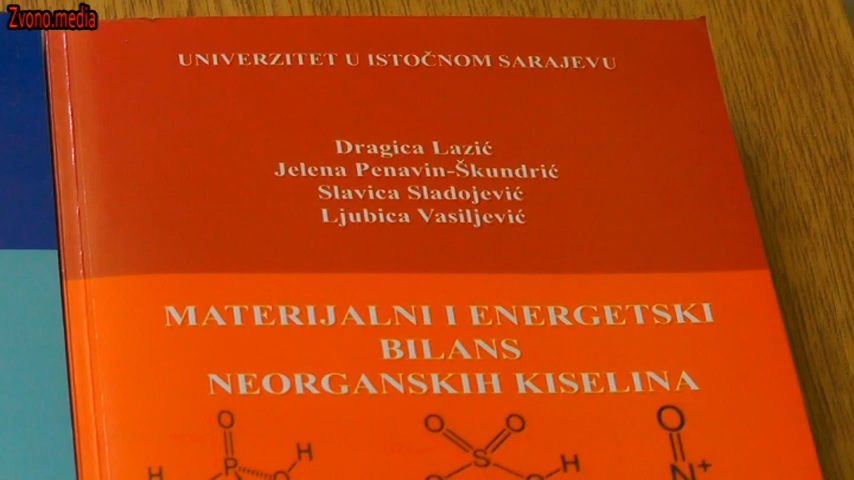 Zvono.media
UNIVERZITET U ISTOČNOM SARAJEVU
Dragica Lazić
Jelena Penavin-Škundrić
Slavica Sladojević
Ljubica Vasiljević
MATERIJALNI I ENERGETSKI
BILANS
NEORGANSKIH KISELINA
O O O O
H P H S H N+